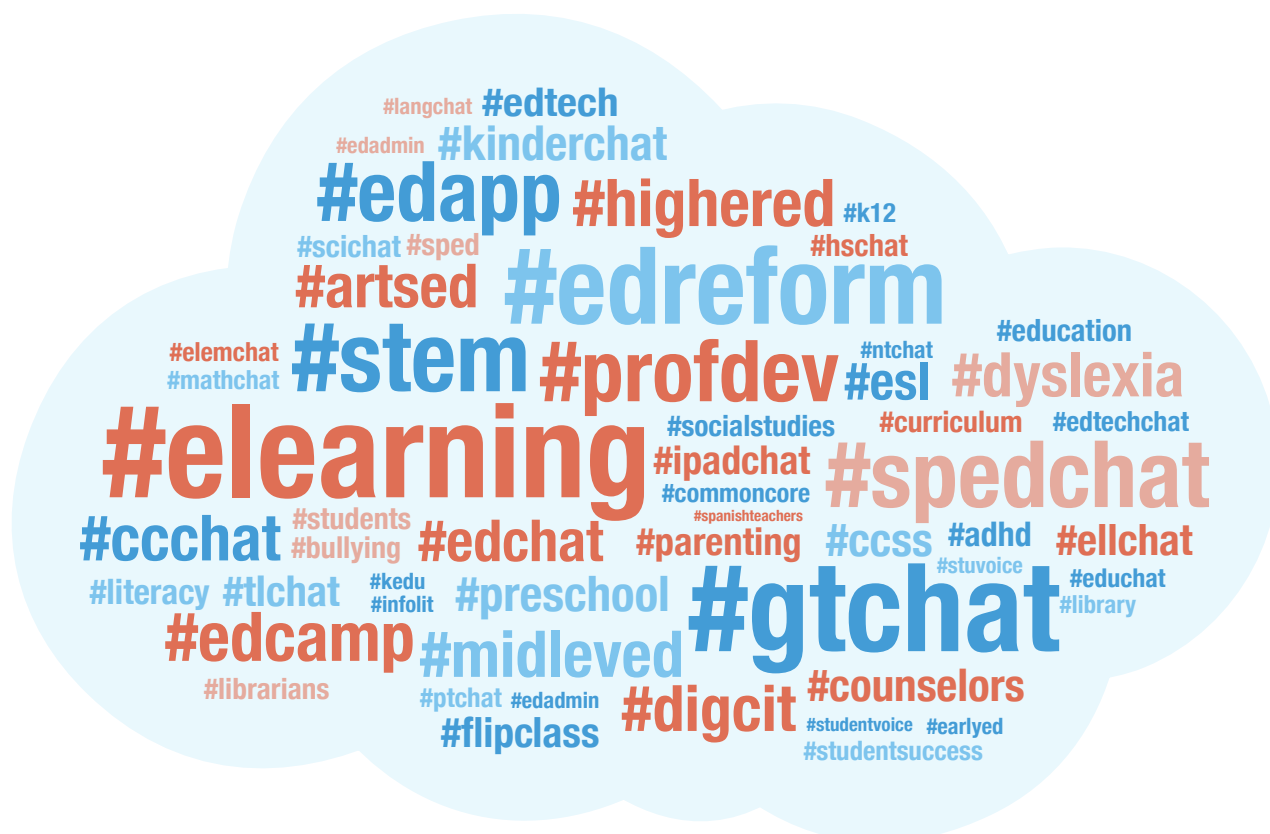 #langchat #edtech
#edadmin #kinderchat
#edapp #highered #k12
#scichat #sped #hschat
#artsed #edreform
#education
#elemchat #stem #profdev #ntchat
#mathchat #esl #dyslexia
#elearning #socialstudies #curriculum #edtechchat
#ipadchat #spedchat
#commoncore
#spanishteachers
#ccchat #students #edchat #parenting #ccss #adhd #ellchat
#bullying #stuvoice
#literacy #tlchat #kedu #preschool #gtchat #educhat
#infolit #library
#edcamp #midleved
#librarians #counselors
#ptchat #edadmin #digcit
#flipclass #studentvoice #earlyed
#studentsuccess